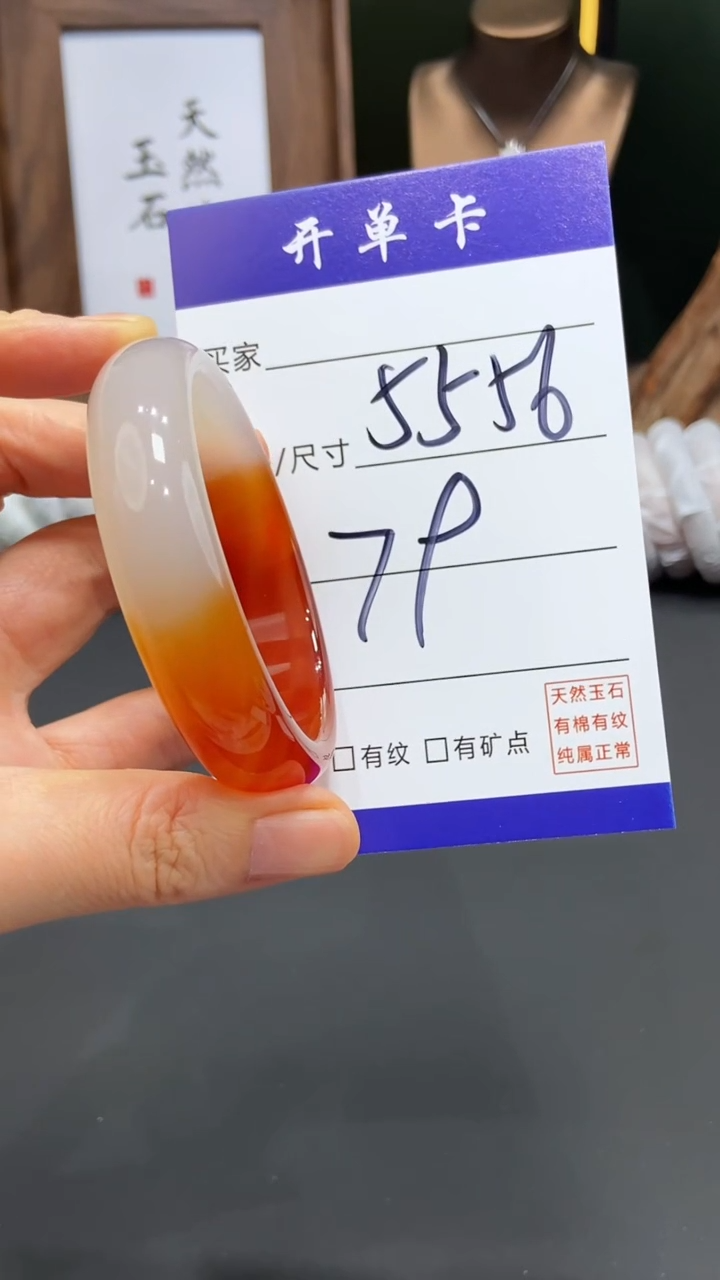 天然
玉石
开单卡
买家
/尺寸 5556
79
□有纹 □有矿点
天然玉石
有棉有纹
纯属正常